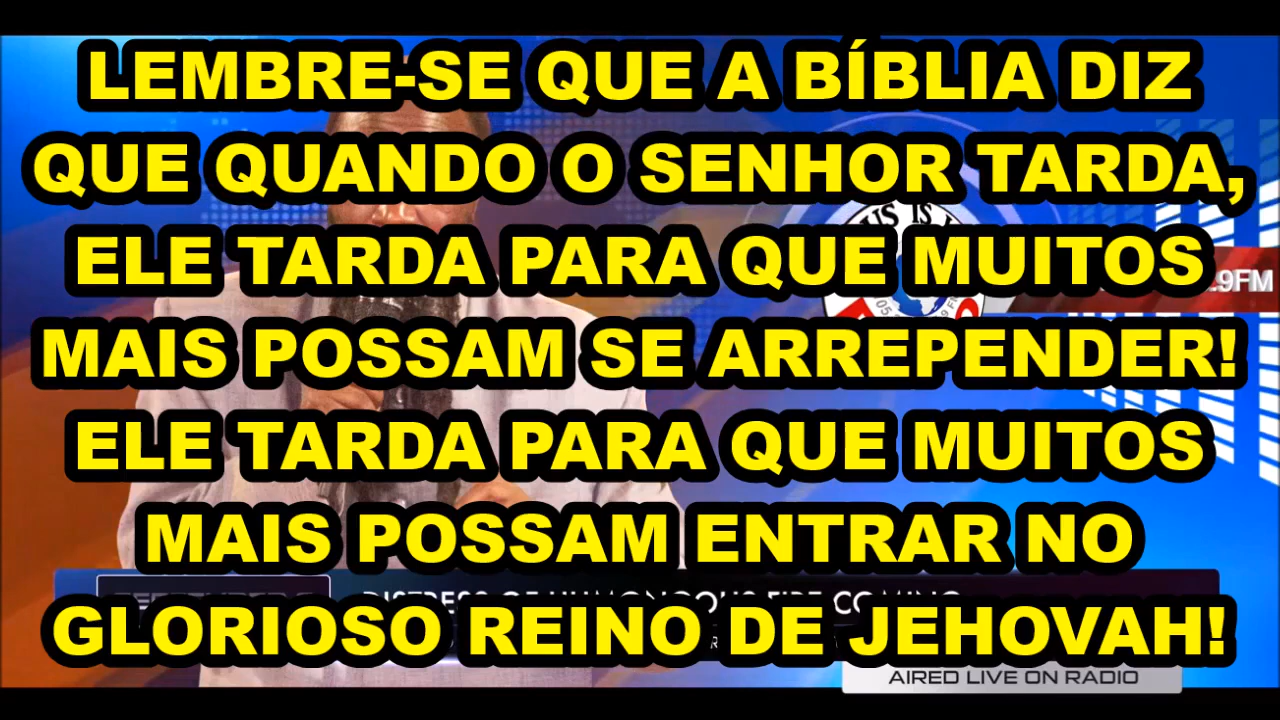 LEMBRE-SE QUE A BÍBLIA DIZ
QUE QUANDO O SENHOR TARDA,
ELE TARDA PARA QUE MUITOS
MAIS POSSAM SE ARREPENDER!
ELE TARDA PARA QUE MUITOS
MAIS POSSAM ENTRAR NO
GLORIOSO REINO DE JEHOVAH!
.9FM
AIRED LIVE ON RADIO